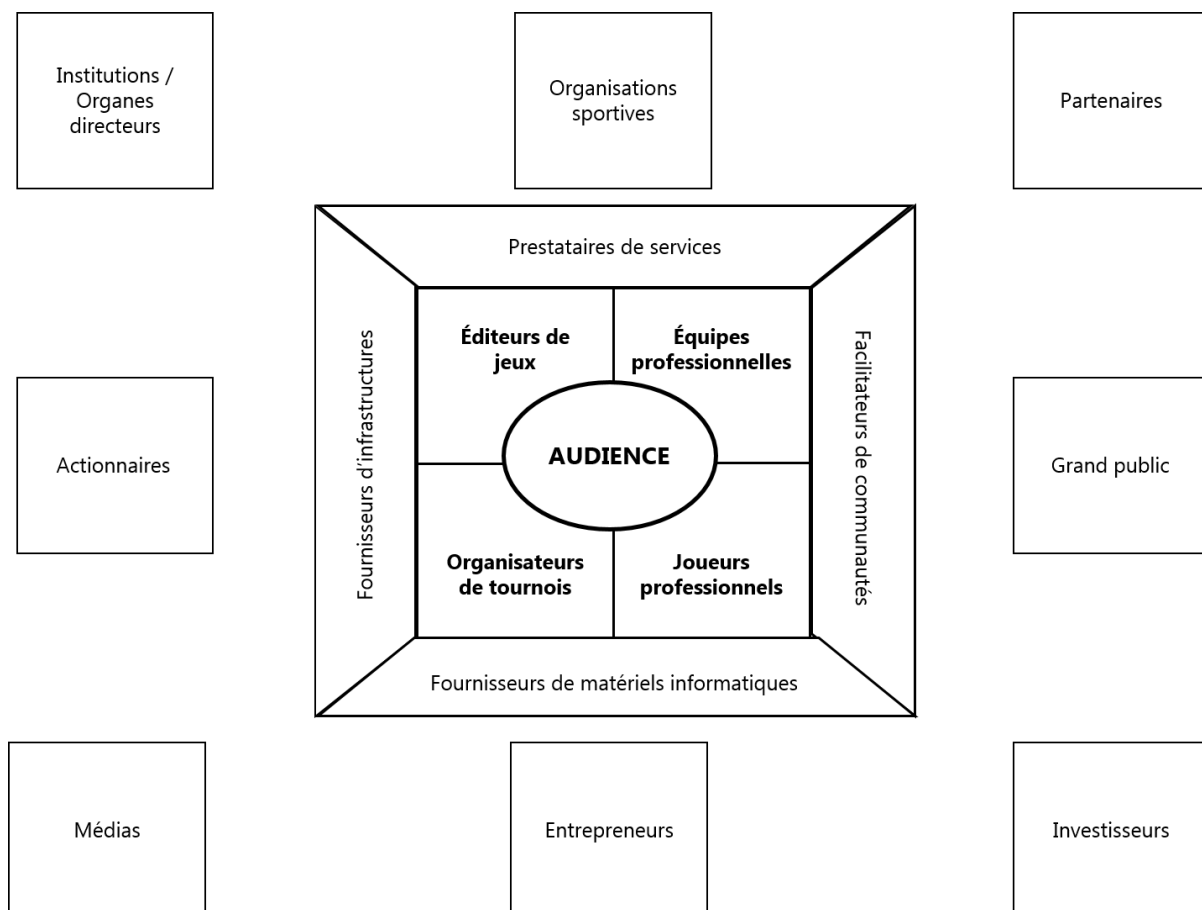 Institutions /
Organes
directeurs
Organisations
sportives
Partenaires
Prestataires de services
Fournisseurs d’infrastructures
Éditeurs de
jeux
Équipes
professionnelles
Facilitateurs de communautés
AUDIENCE
Actionnaires
Grand public
Organisateurs
de tournois
Joueurs
professionnels
Fournisseurs de matériels informatiques
Médias
Entrepreneurs
Investisseurs